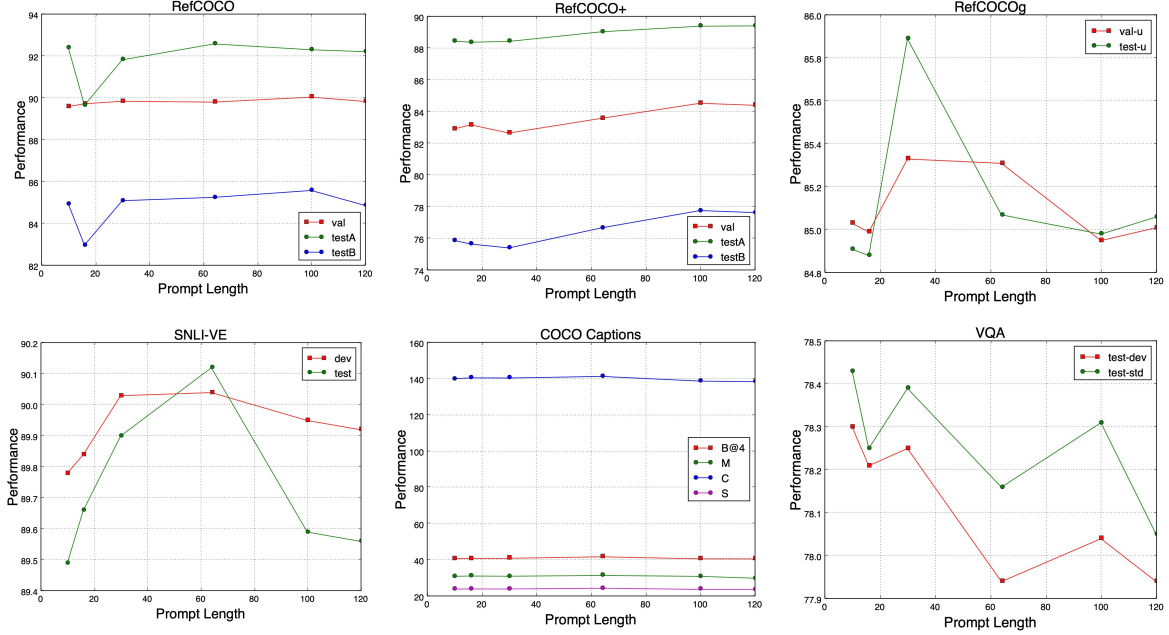 RefCOCO
94
92
90
88
86
84
82
Performance
val
testA
testB
0 20 40 60 80 100 120
Prompt Length
RefCOCO+
90
88
86
84
82
80
78
76
74
Performance
val
testA
testB
0 20 40 60 80 100 120
Prompt Length
RefCOCOg
86.0
85.8
85.6
85.4
85.2
85.0
84.8
Performance
val-u
test-u
0 20 40 60 80 100 120
Prompt Length
SNLI-VE
90.2
90.1
90.0
89.9
89.8
89.7
89.6
89.5
89.4
Performance
dev
test
0 20 40 60 80 100 120
Prompt Length
COCO Captions
160
140
120
100
80
60
40
20
Performance
B@4
M
C
S
0 20 40 60 80 100 120
Prompt Length
VQA
78.5
78.4
78.3
78.2
78.1
78.0
77.9
Performance
test-dev
test-std
0 20 40 60 80 100 120
Prompt Length